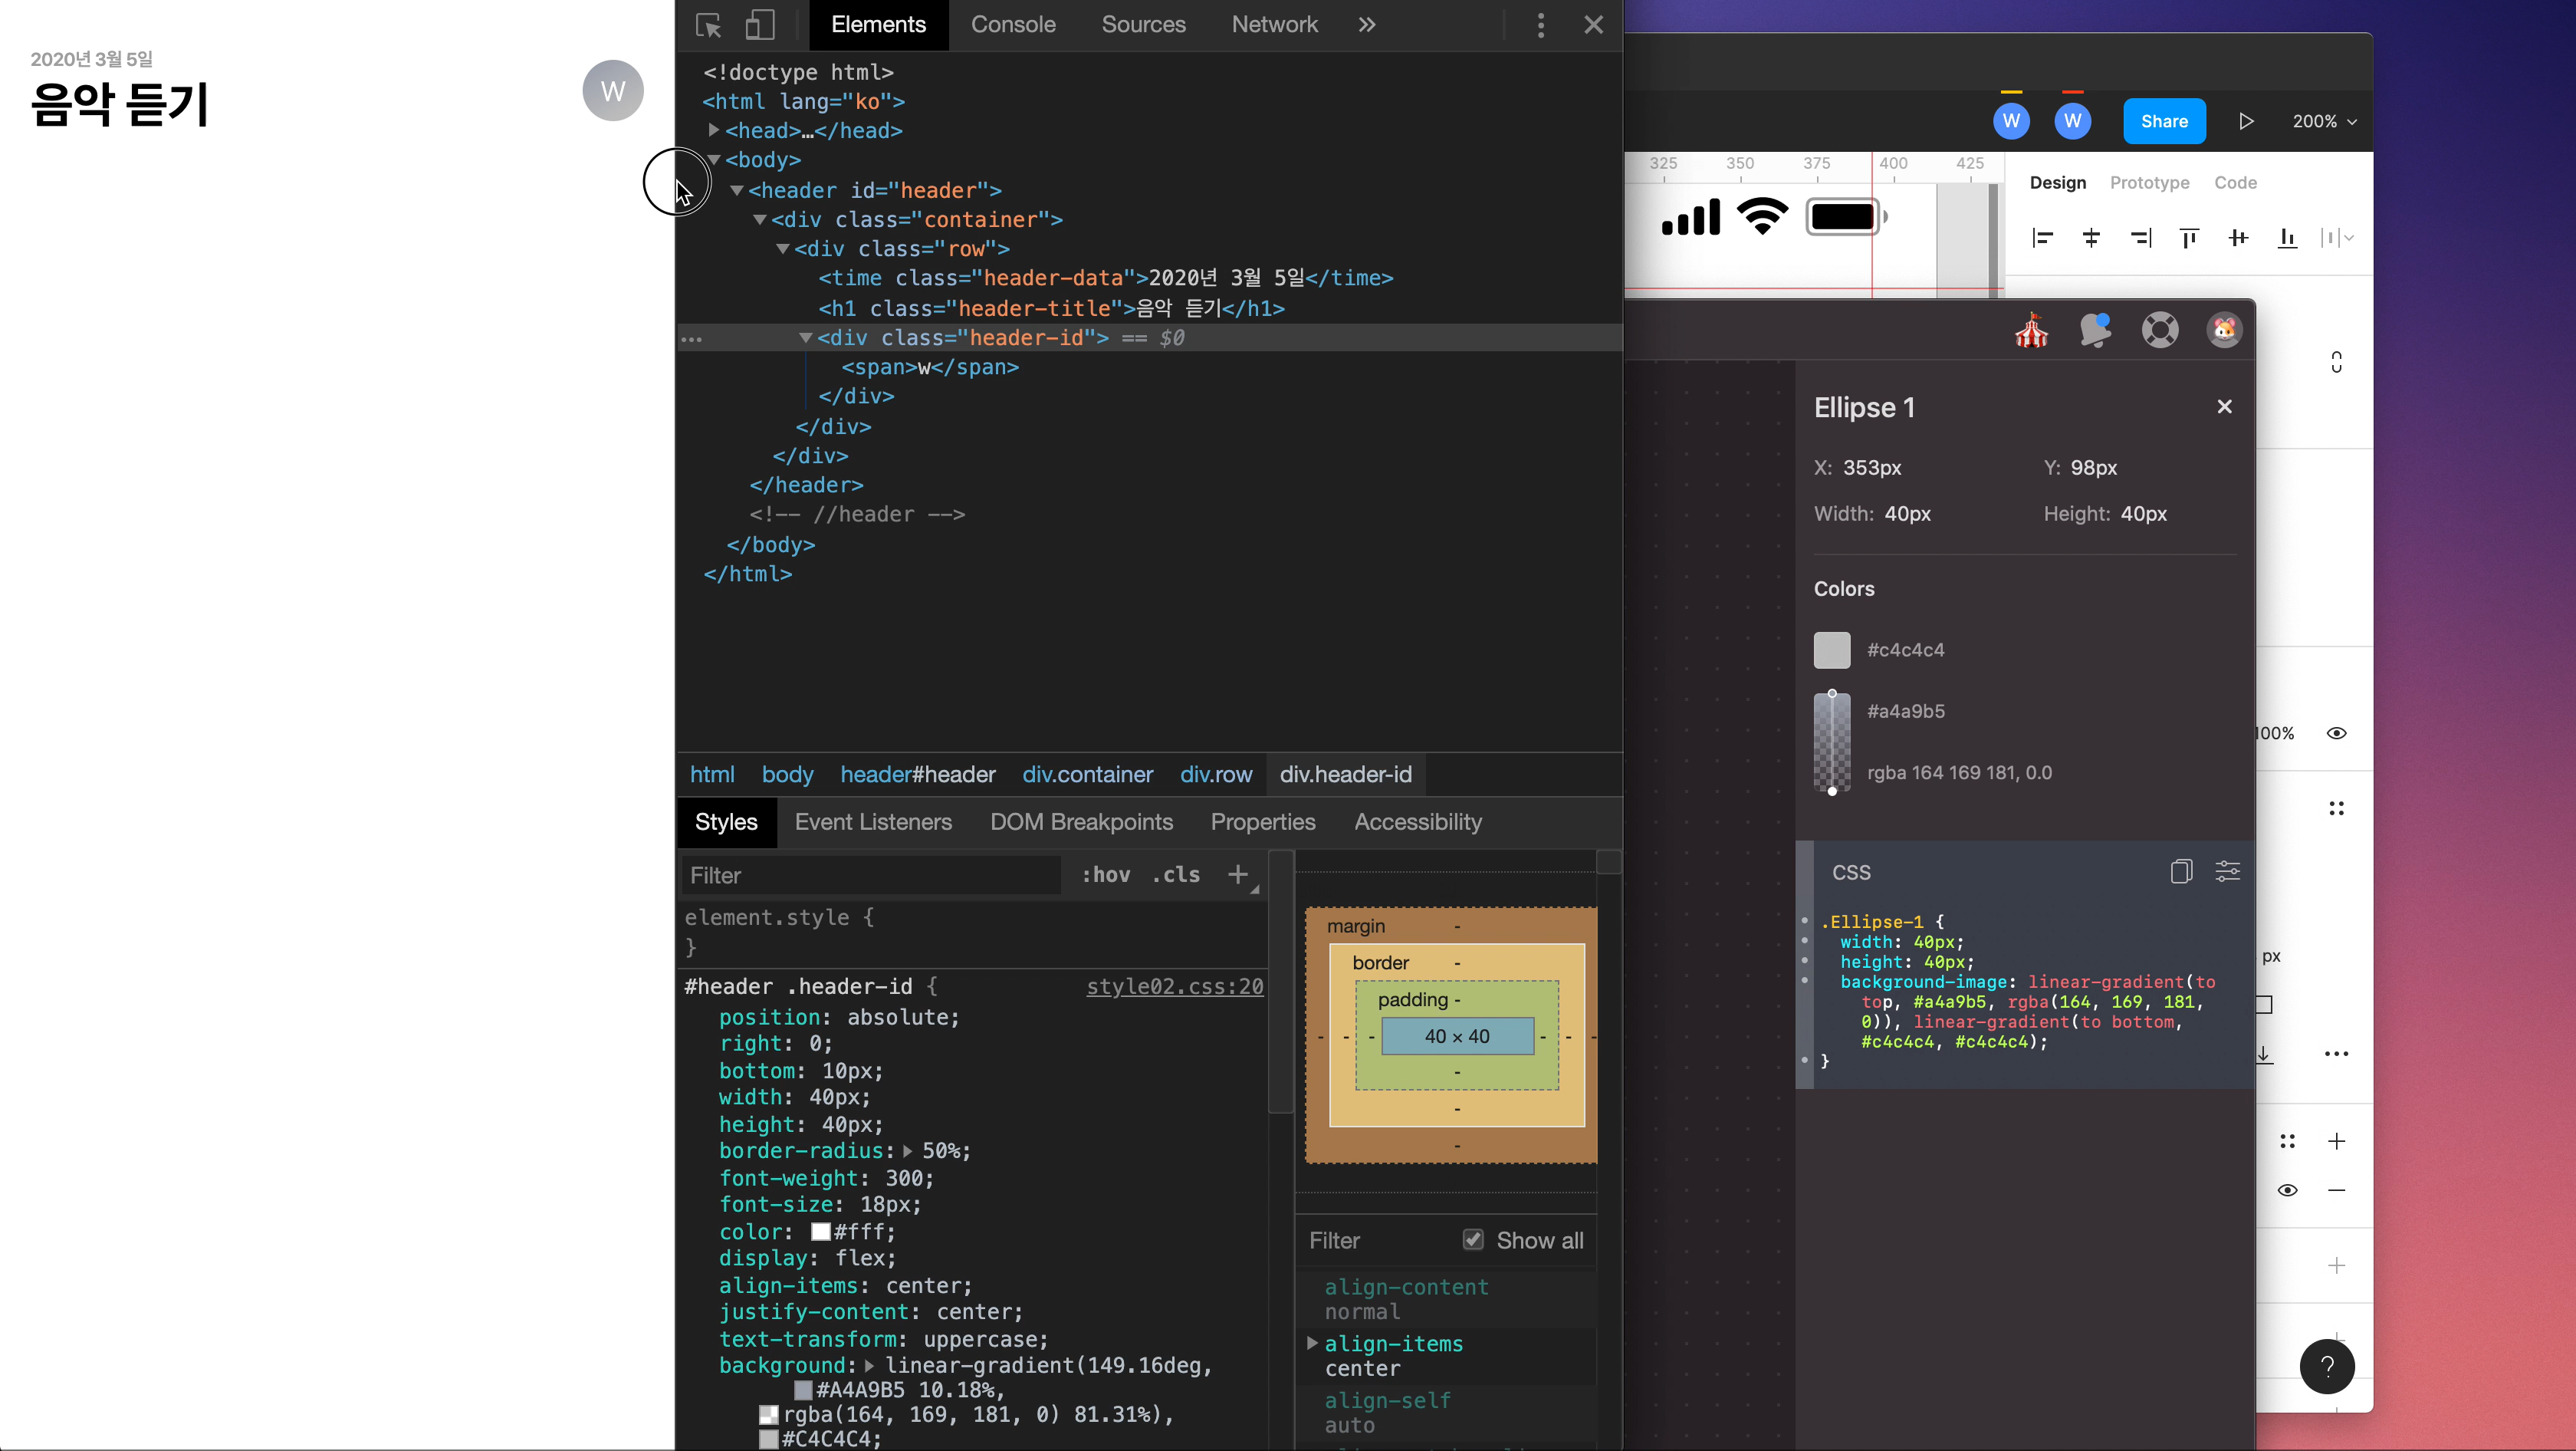 2020년 3월 5일
음악 듣기
W
Elements Console Sources Network
<!doctype html>
<html lang="ko">
<head>…</head>
<body>
<header id="header">
<div class="container">
<div class="row">
<time class="header-data">2020년 3월 5일</time>
<h1 class="header-title">음악 듣기</h1>
<div class="header-id"> == $0
<span>w</span>
</div>
</div>
</div>
</header>
<!-- //header -->
</body>
</html>
html body header#header div.container div.row div.header-id
Styles Event Listeners DOM Breakpoints Properties Accessibility
Filter :hov .cls +
element.style {
}
#header .header-id { style02.css:20
position: absolute;
right: 0;
bottom: 10px;
width: 40px;
height: 40px;
border-radius: 50%;
font-weight: 300;
font-size: 18px;
color: #fff;
display: flex;
align-items: center;
justify-content: center;
text-transform: uppercase;
background: linear-gradient(149.16deg,
#A4A9B5 10.18%,
rgba(164, 169, 181, 0) 81.31%),
#C4C4C4;
margin -
border -
padding -
- - - 40 × 40 - - -
-
-
-
Filter Show all
align-content
normal
align-items
center
align-self
auto
W W Share 200%
325 350 375 400 425
Design Prototype Code
Ellipse 1
X: 353px Y: 98px
Width: 40px Height: 40px
Colors
#c4c4c4
#a4a9b5
rgba 164 169 181, 0.0
CSS
.Ellipse-1 {
width: 40px;
height: 40px;
background-image: linear-gradient(to
top, #a4a9b5, rgba(164, 169, 181,
0)), linear-gradient(to bottom,
#c4c4c4, #c4c4c4);
}
100%
px
?